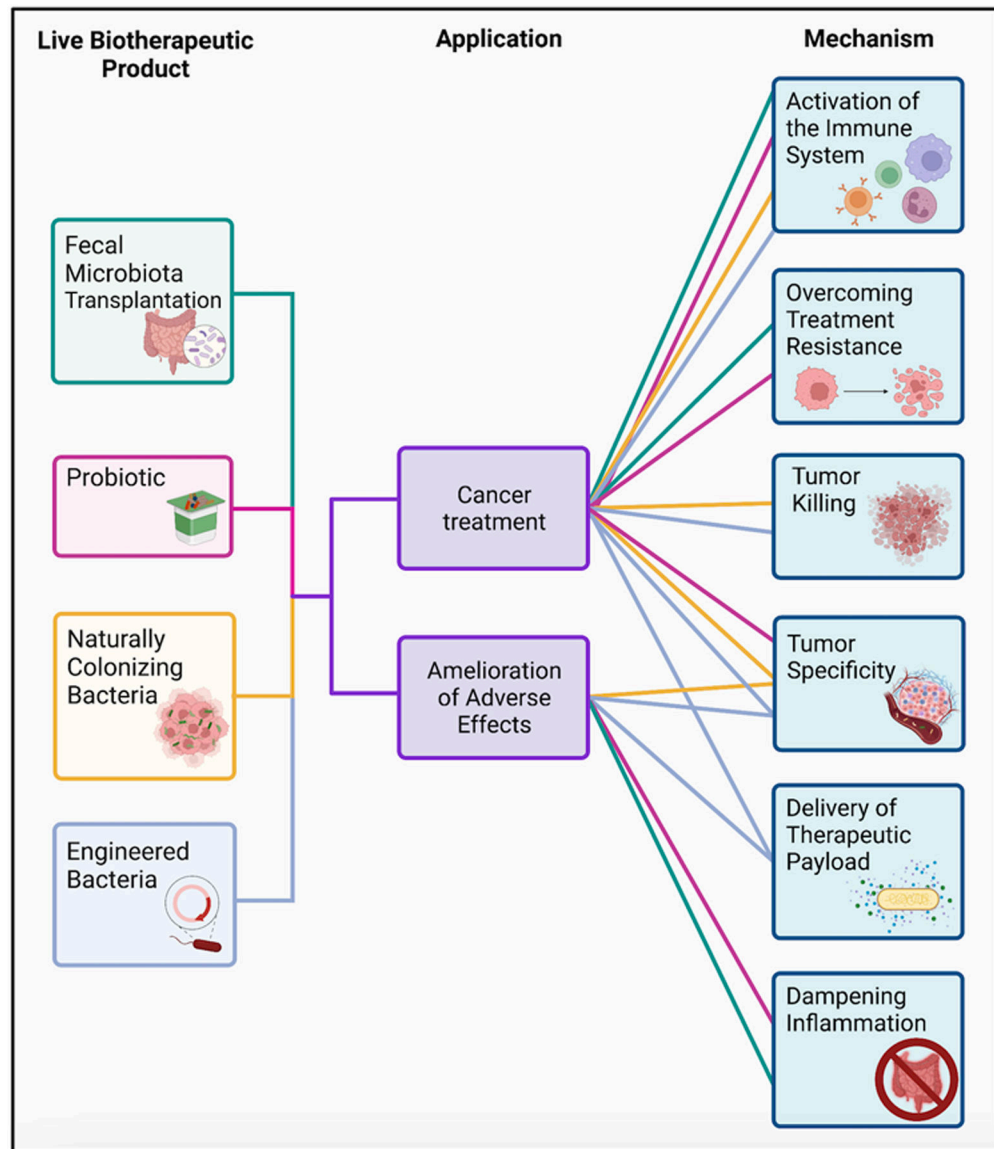 Live Biotherapeutic
Product
Application
Mechanism
Fecal
Microbiota
Transplantation
Probiotic
Naturally
Colonizing
Bacteria
Engineered
Bacteria
Cancer
treatment
Amelioration
of Adverse
Effects
Activation of
the Immune
System
Overcoming
Treatment
Resistance
Tumor
Killing
Tumor
Specificity
Delivery of
Therapeutic
Payload
Dampening
Inflammation